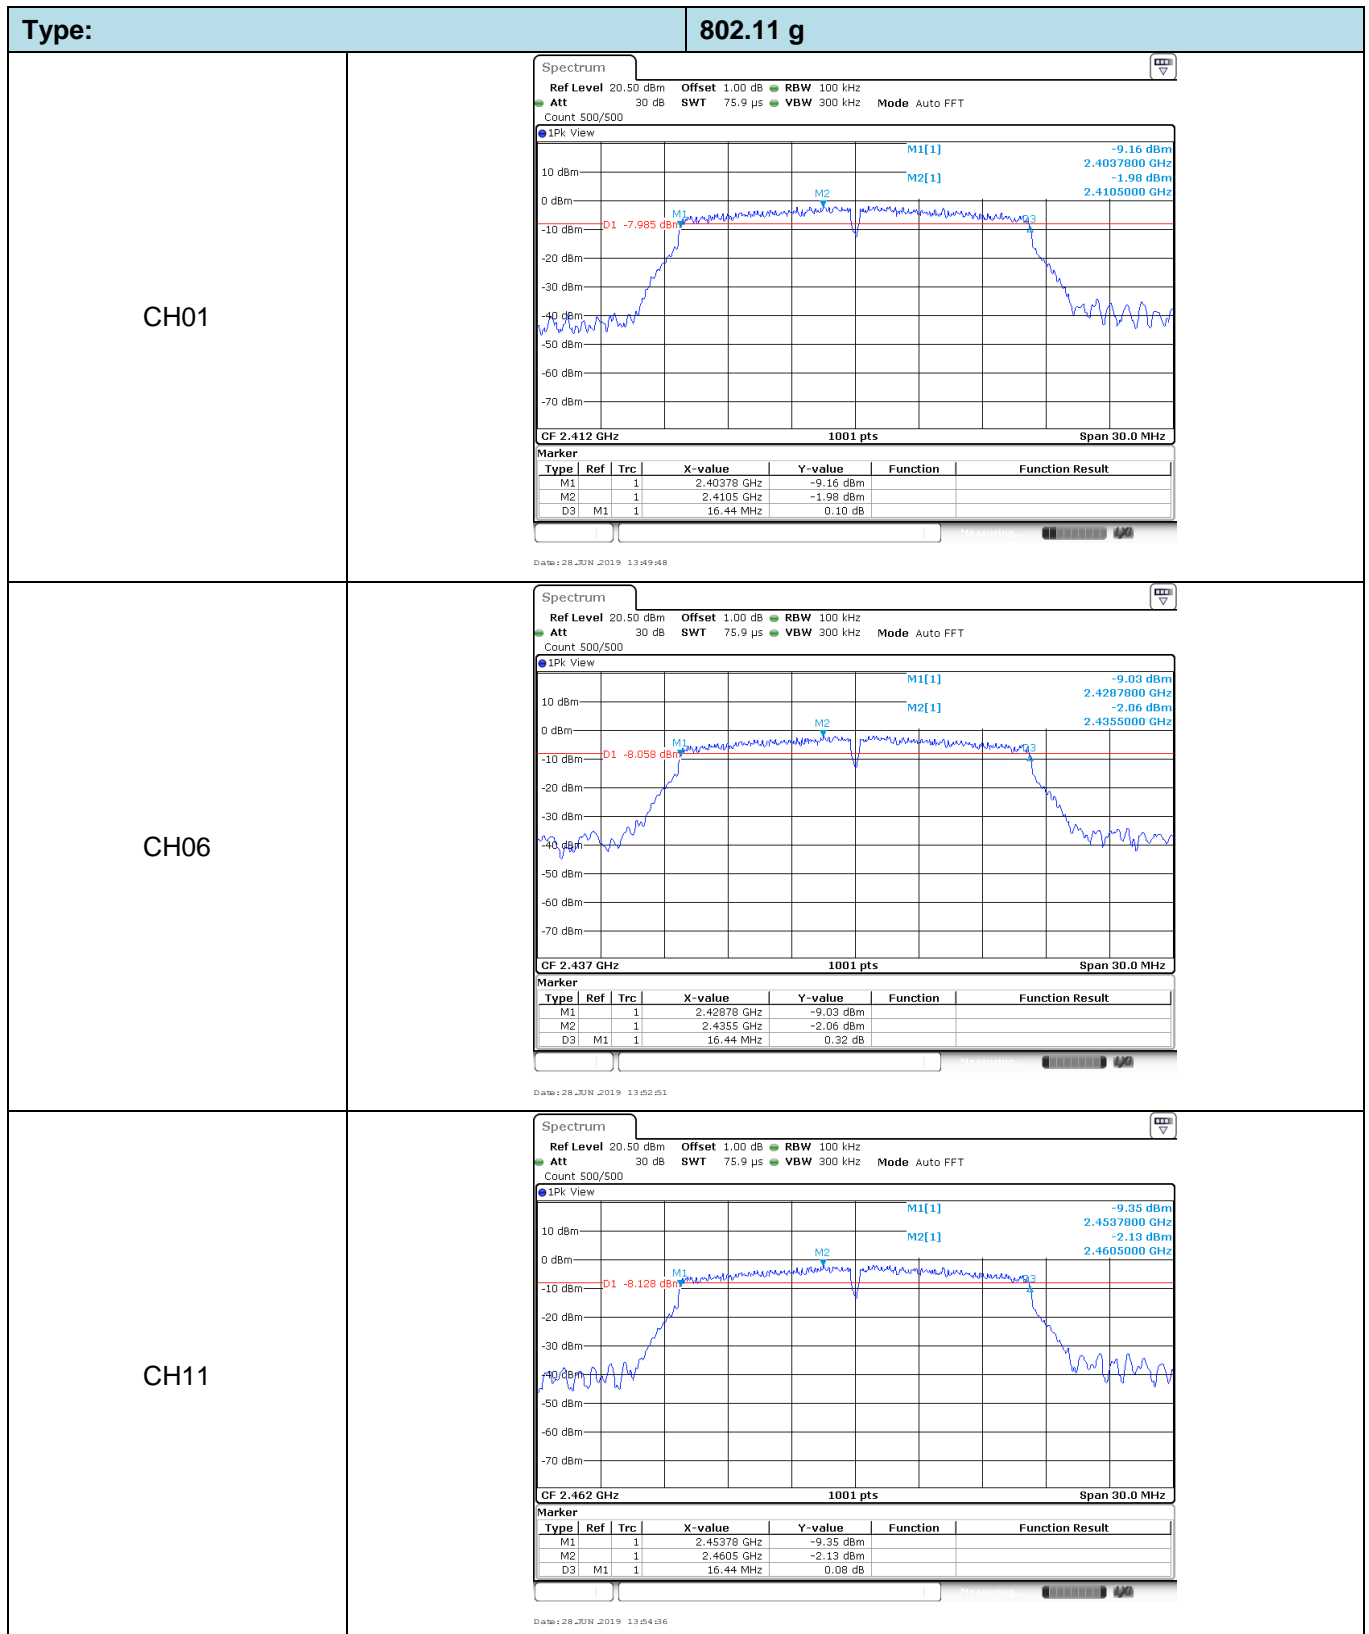 Type: 802.11 g
CH01
Spectrum
Ref Level 20.50 dBm Offset 1.00 dB RBW 100 kHz
Att 30 dB SWT 75.9 µs VBW 300 kHz Mode Auto FFT
Count 500/500
1Pk View
M1[1] -9.16 dBm
2.4037800 GHz
M2[1] -1.98 dBm
2.4105000 GHz
10 dBm
M2
0 dBm
M1
D3
D1 -7.985 dBm
-10 dBm
-20 dBm
-30 dBm
-40 dBm
-50 dBm
-60 dBm
-70 dBm
CF 2.412 GHz 1001 pts Span 30.0 MHz
Marker
Type Ref Trc X-value Y-value Function Function Result
M1 1 2.40378 GHz -9.16 dBm
M2 1 2.4105 GHz -1.98 dBm
D3 M1 1 16.44 MHz 0.10 dB
Measuring...
Date: 28.JUN.2019 13:49:48
CH06
Spectrum
Ref Level 20.50 dBm Offset 1.00 dB RBW 100 kHz
Att 30 dB SWT 75.9 µs VBW 300 kHz Mode Auto FFT
Count 500/500
1Pk View
M1[1] -9.03 dBm
2.4287800 GHz
M2[1] -2.06 dBm
2.4355000 GHz
10 dBm
M2
0 dBm
M1
D3
D1 -8.058 dBm
-10 dBm
-20 dBm
-30 dBm
-40 dBm
-50 dBm
-60 dBm
-70 dBm
CF 2.437 GHz 1001 pts Span 30.0 MHz
Marker
Type Ref Trc X-value Y-value Function Function Result
M1 1 2.42878 GHz -9.03 dBm
M2 1 2.4355 GHz -2.06 dBm
D3 M1 1 16.44 MHz 0.32 dB
Measuring...
Date: 28.JUN.2019 13:52:51
CH11
Spectrum
Ref Level 20.50 dBm Offset 1.00 dB RBW 100 kHz
Att 30 dB SWT 75.9 µs VBW 300 kHz Mode Auto FFT
Count 500/500
1Pk View
M1[1] -9.35 dBm
2.4537800 GHz
M2[1] -2.13 dBm
2.4605000 GHz
10 dBm
M2
0 dBm
M1
D3
D1 -8.128 dBm
-10 dBm
-20 dBm
-30 dBm
-40 dBm
-50 dBm
-60 dBm
-70 dBm
CF 2.462 GHz 1001 pts Span 30.0 MHz
Marker
Type Ref Trc X-value Y-value Function Function Result
M1 1 2.45378 GHz -9.35 dBm
M2 1 2.4605 GHz -2.13 dBm
D3 M1 1 16.44 MHz 0.08 dB
Measuring...
Date: 28.JUN.2019 13:54:36